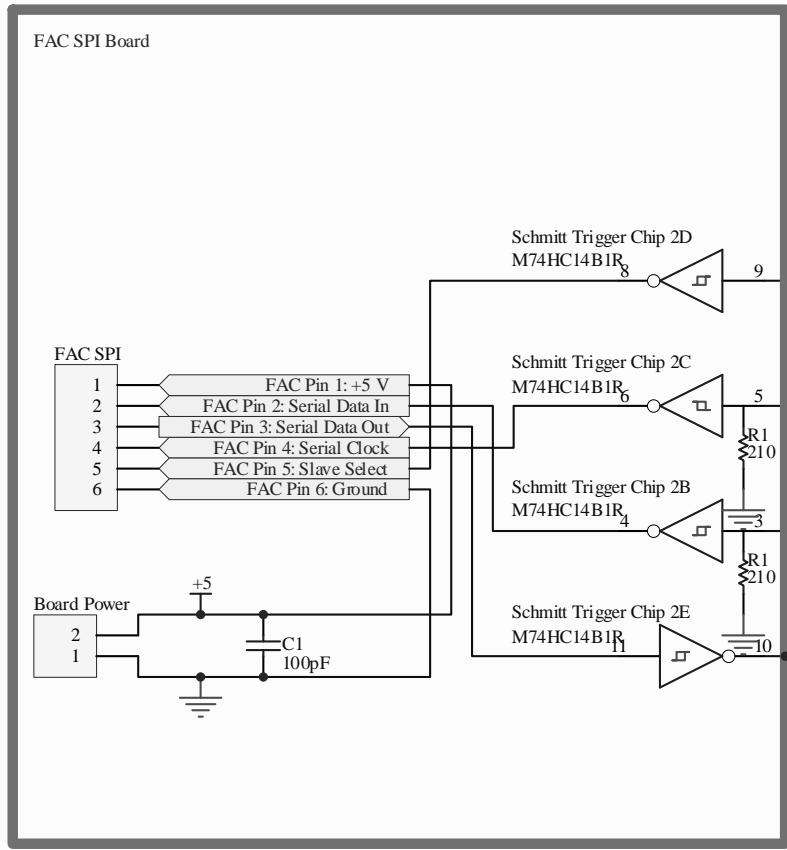 FAC SPI Board
Schmitt Trigger Chip 2D
M74HC14B1R
8
9
FAC SPI
1
FAC Pin 1: +5 V
2
FAC Pin 2: Serial Data In
3
FAC Pin 3: Serial Data Out
4
FAC Pin 4: Serial Clock
5
FAC Pin 5: Slave Select
6
FAC Pin 6: Ground
Schmitt Trigger Chip 2C
M74HC14B1R
6
5
R1
210
Schmitt Trigger Chip 2B
M74HC14B1R
4
3
R1
210
Board Power
2
1
+5
C1
100pF
Schmitt Trigger Chip 2E
M74HC14B1R
11
10